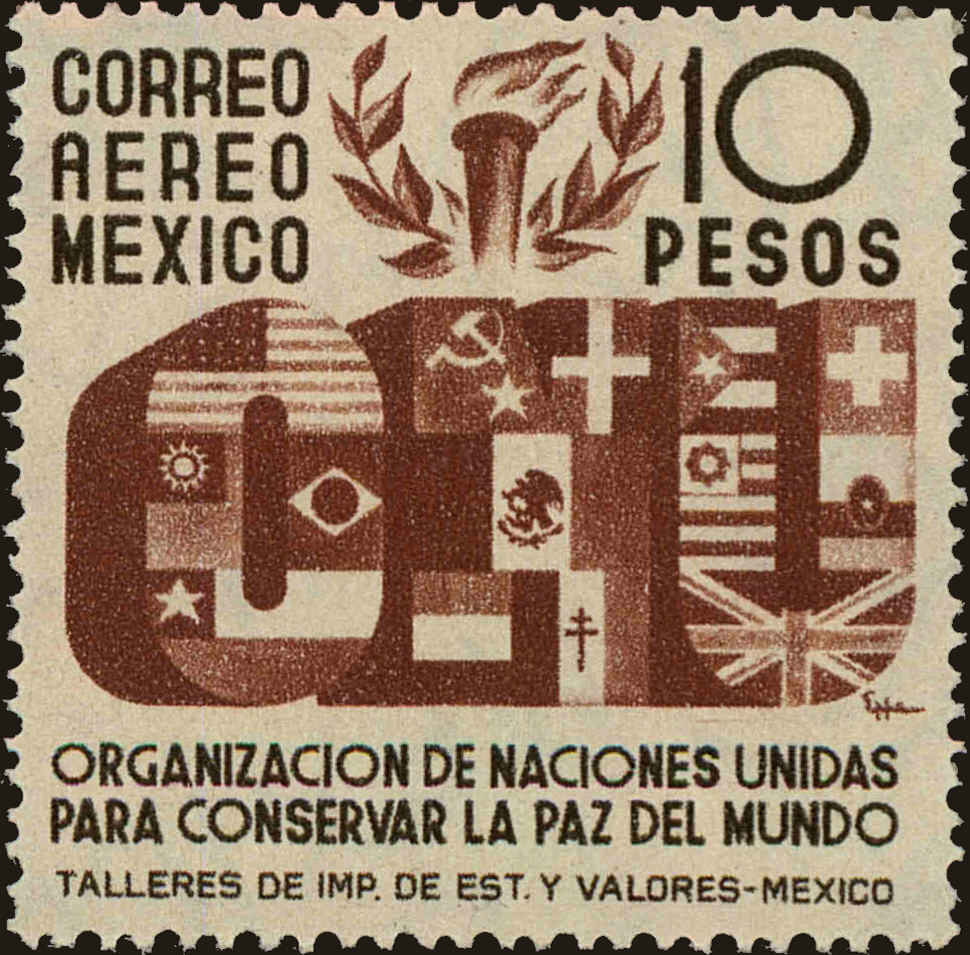 CORREO
AEREO
MEXICO
10
PESOS
ONU
ORGANIZACION DE NACIONES UNIDAS
PARA CONSERVAR LA PAZ DEL MUNDO
TALLERES DE IMP. DE EST. Y VALORES-MEXICO